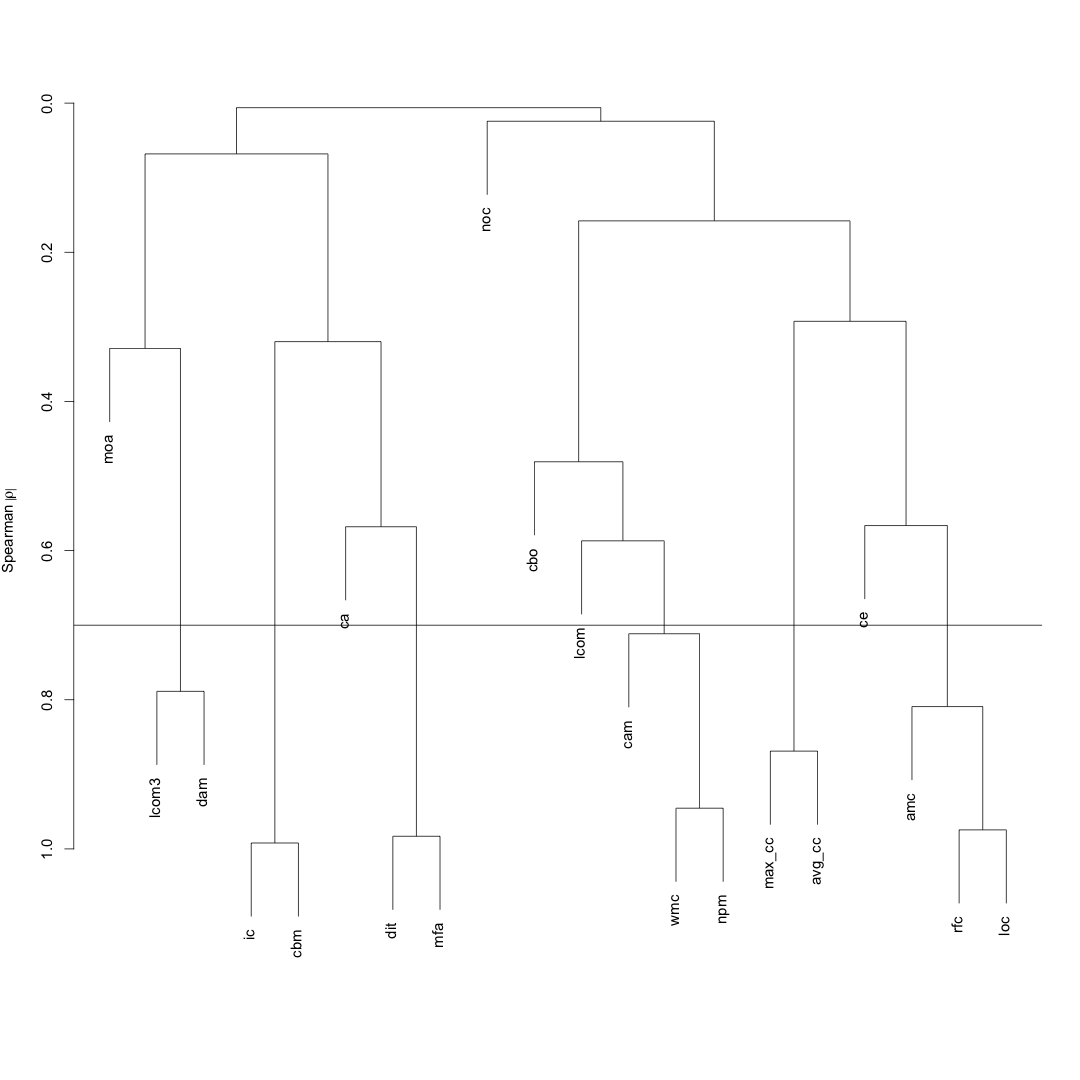 Spearman |ρ|
0.0
0.2
0.4
0.6
0.8
1.0
moa
lcom3
dam
ic
cbm
ca
dit
mfa
noc
cbo
lcom
cam
wmc
npm
max_cc
avg_cc
ce
amc
rfc
loc